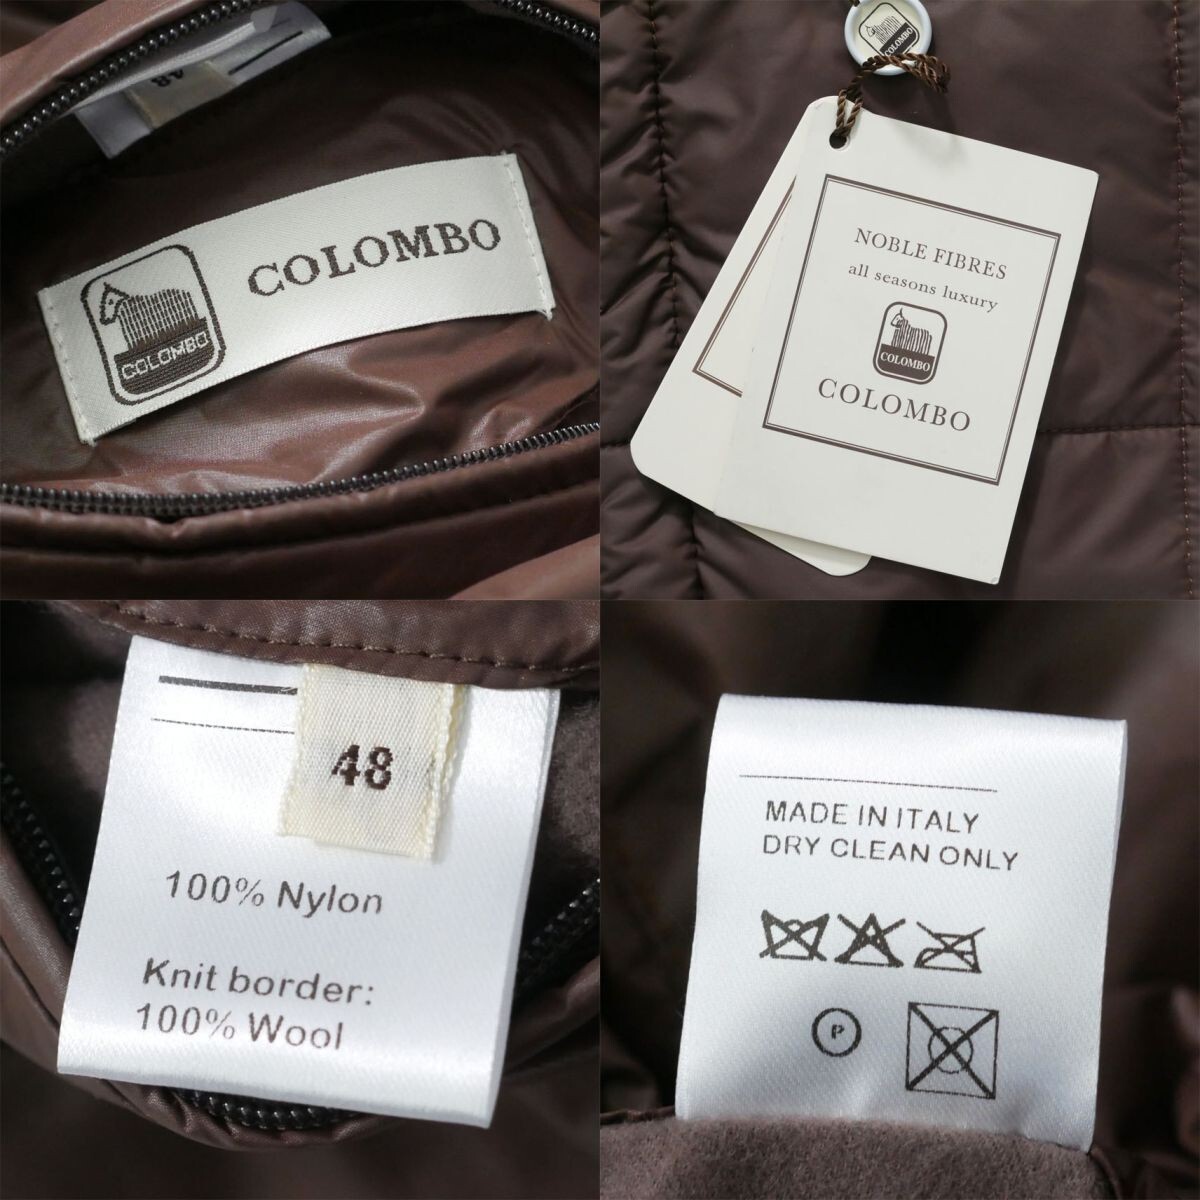 48
COLOMBO
COLOMBO
COLOMBO
NOBLE FIBRES
all seasons luxury
COLOMBO
COLOMBO
48
100% Nylon
Knit border:
100% Wool
MADE IN ITALY
DRY CLEAN ONLY
P